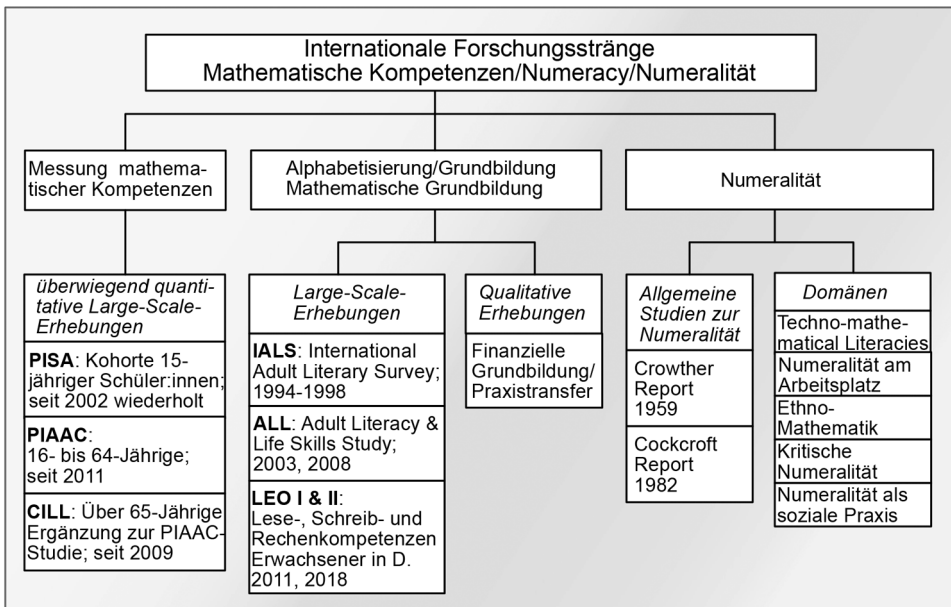 Internationale Forschungsstränge
Mathematische Kompetenzen/Numeracy/Numeralität
Messung mathema-
tischer Kompetenzen
überwiegend quanti-
tative Large-Scale-
Erhebungen
PISA: Kohorte 15-
jähriger Schüler:innen;
seit 2002 wiederholt
PIAAC:
16- bis 64-Jährige;
seit 2011
CILL: Über 65-Jährige
Ergänzung zur PIAAC-
Studie; seit 2009
Alphabetisierung/Grundbildung
Mathematische Grundbildung
Large-Scale-
Erhebungen
IALS: International
Adult Literary Survey;
1994-1998
ALL: Adult Literacy &
Life Skills Study;
2003, 2008
LEO I & II:
Lese-, Schreib- und
Rechenkompetenzen
Erwachsener in D.
2011, 2018
Qualitative
Erhebungen
Finanzielle
Grundbildung/
Praxistransfer
Numeralität
Allgemeine
Studien zur
Numeralität
Crowther
Report
1959
Cockcroft
Report
1982
Domänen
Techno-mathe-
matical Literacies
Numeralität am
Arbeitsplatz
Ethno-
Mathematik
Kritische
Numeralität
Numeralität als
soziale Praxis